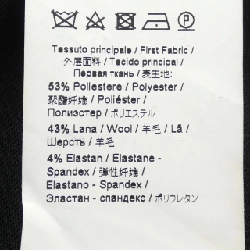 Tessuto principale / First Fabric /
外層面料 / Tecido principal /
Первая ткань / 表生地:
53% Poliestere / Polyester /
聚酯纤维 / Poliéster /
Полиэстер / ポリエステル
43% Lana / Wool / 羊毛 / Lã /
Шерсть / 羊毛
4% Elastan / Elastane -
Spandex / 弹性纤维 /
Elastano - Spandex /
Эластан - спандекс / ポリウレタン